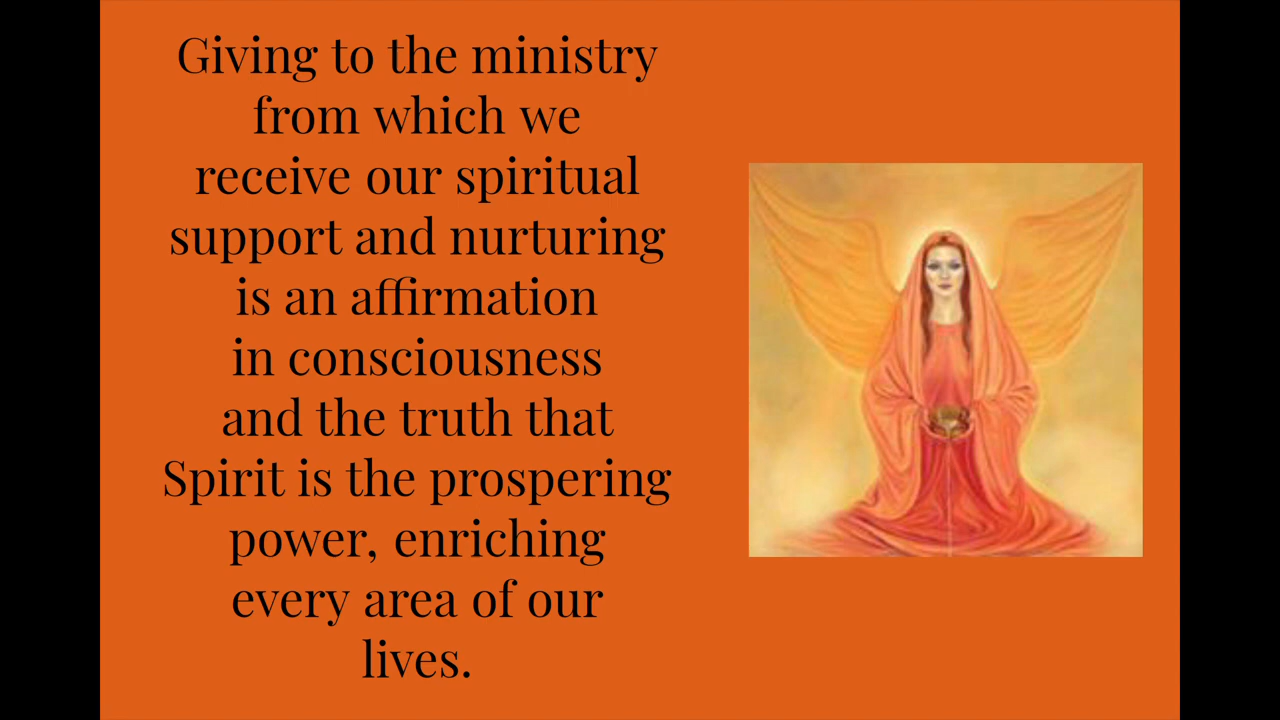 Giving to the ministry
from which we
receive our spiritual
support and nurturing
is an affirmation
in consciousness
and the truth that
Spirit is the prospering
power, enriching
every area of our
lives.